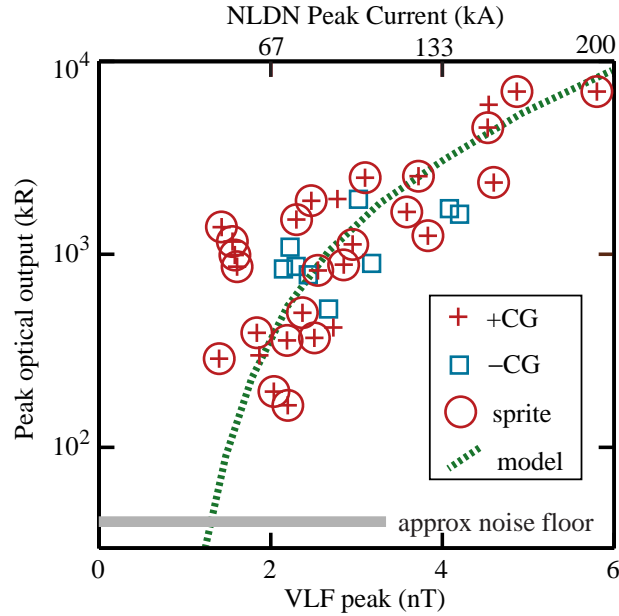 NLDN Peak Current (kA)
67 133 200
10^4
10^3
10^2
Peak optical output (kR)
+CG
−CG
sprite
model
approx noise floor
0 2 4 6
VLF peak (nT)